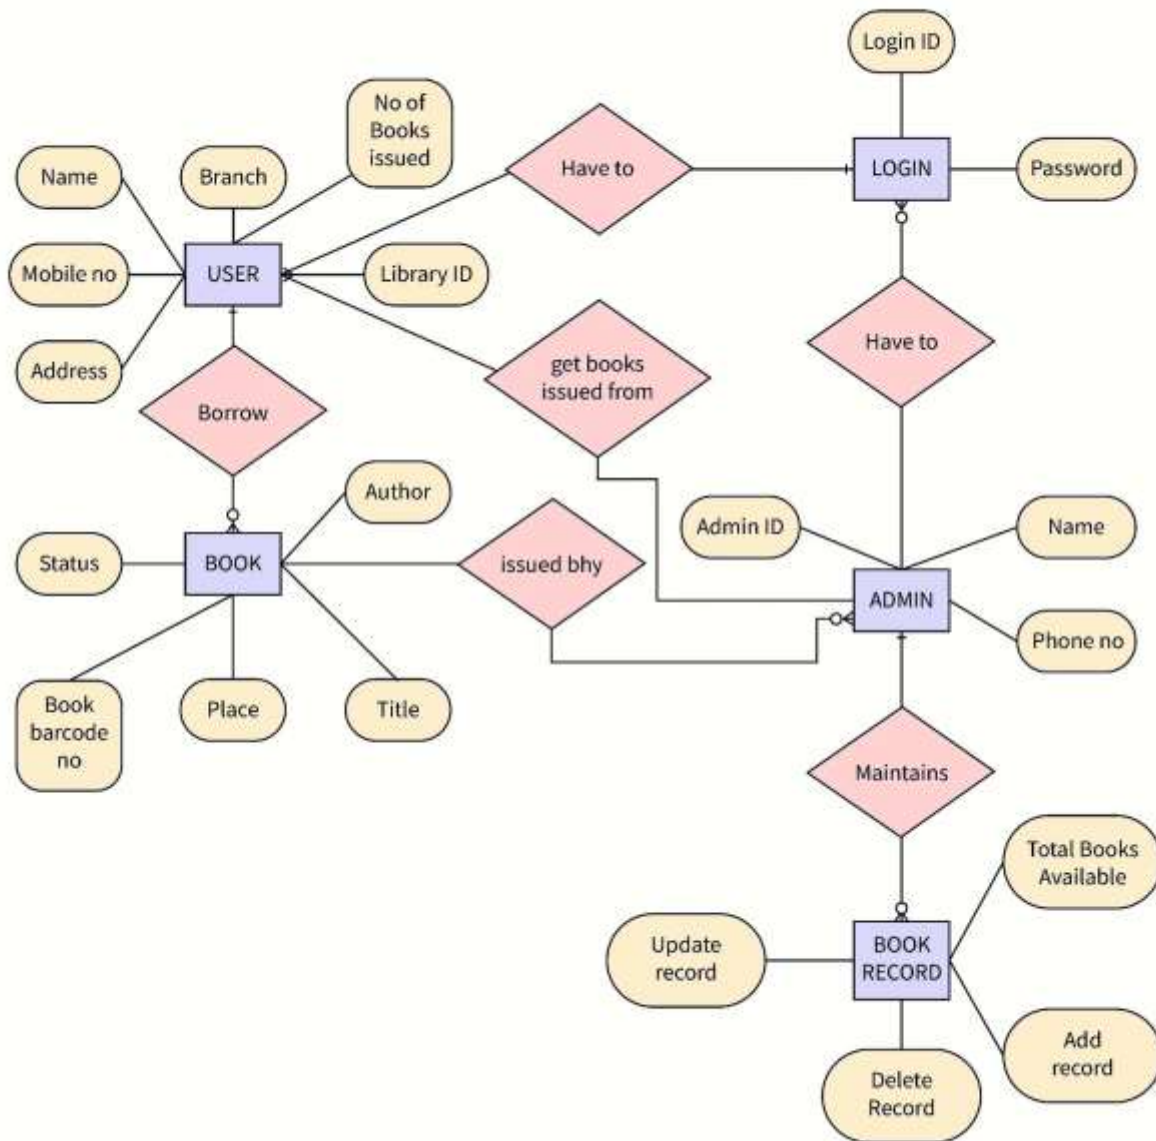 Login ID
No of
Books
issued
Name
Branch
Have to
LOGIN
Password
Mobile no
USER
Library ID
Address
get books
issued from
Have to
Borrow
Author
Admin ID
Name
Status
BOOK
issued bhy
ADMIN
Phone no
Book
barcode
no
Place
Title
Maintains
Total Books
Available
Update
record
BOOK
RECORD
Add
record
Delete
Record